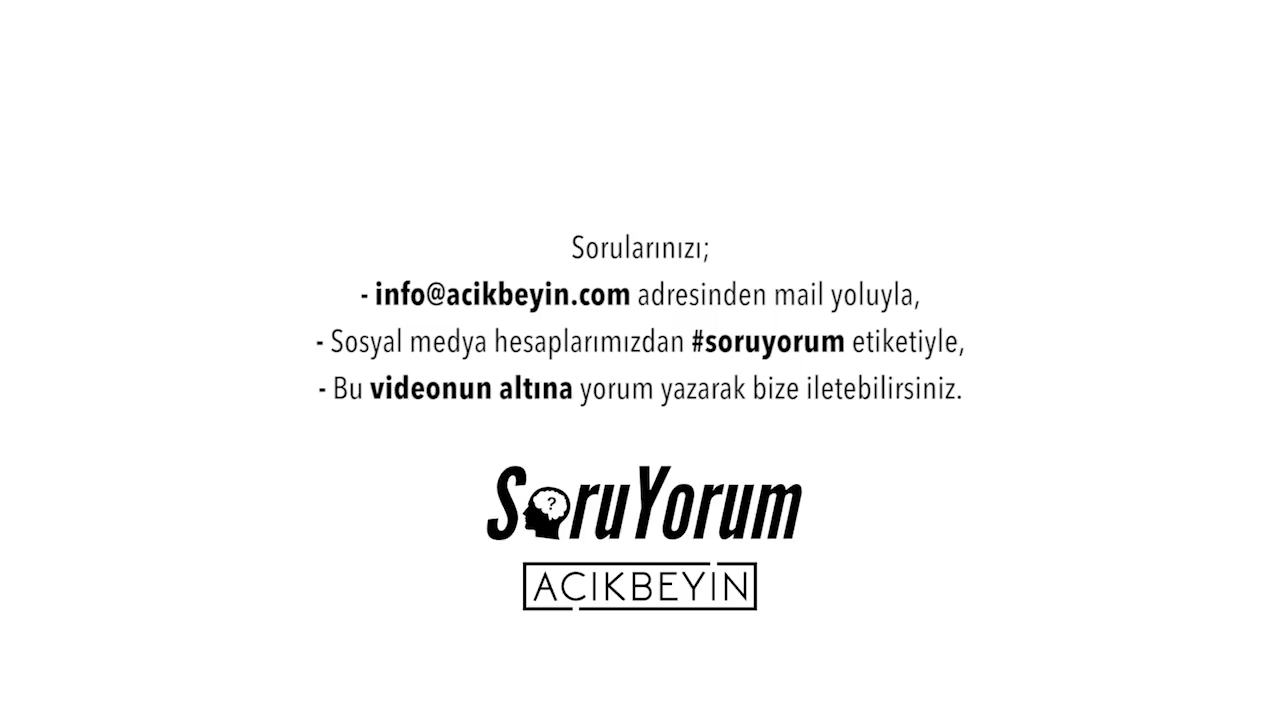 Sorularınızı;
- info@acikbeyin.com adresinden mail yoluyla,
- Sosyal medya hesaplarımızdan #soruyorum etiketiyle,
- Bu videonun altına yorum yazarak bize iletebilirsiniz.
SoruYorum
AÇIKBEYİN